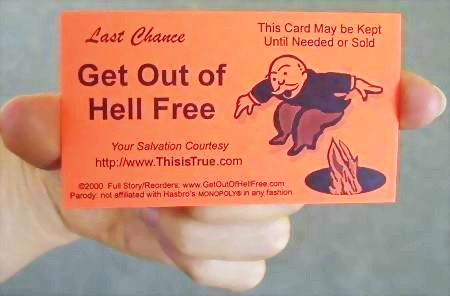 Last Chance
This Card May be Kept
Until Needed or Sold
Get Out of
Hell Free
Your Salvation Courtesy
http://www.ThisisTrue.com
©2000 Full Story/Reorders: www.GetOutOfHellFree.com
Parody: not affiliated with Hasbro's MONOPOLY® in any fashion